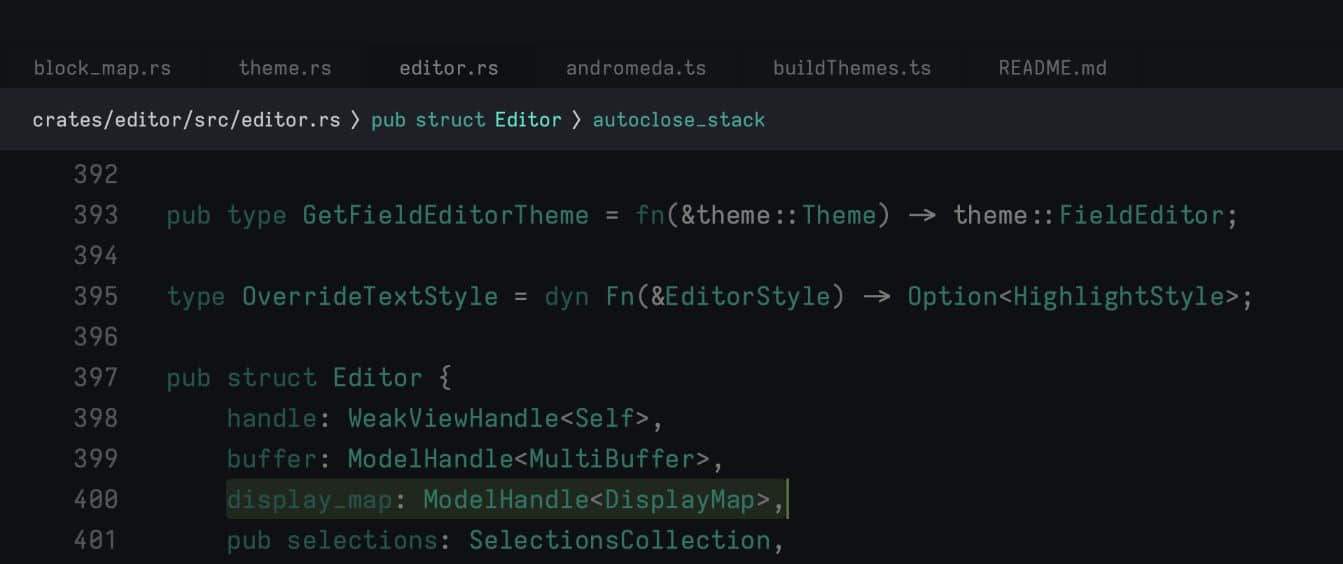 block_map.rs theme.rs editor.rs andromeda.ts buildThemes.ts README.md
crates/editor/src/editor.rs › pub struct Editor › autoclose_stack
392
393 pub type GetFieldEditorTheme = fn(&theme::Theme) -> theme::FieldEditor;
394
395 type OverrideTextStyle = dyn Fn(&EditorStyle) -> Option<HighlightStyle>;
396
397 pub struct Editor {
398 handle: WeakViewHandle<Self>,
399 buffer: ModelHandle<MultiBuffer>,
400 display_map: ModelHandle<DisplayMap>,
401 pub selections: SelectionsCollection,